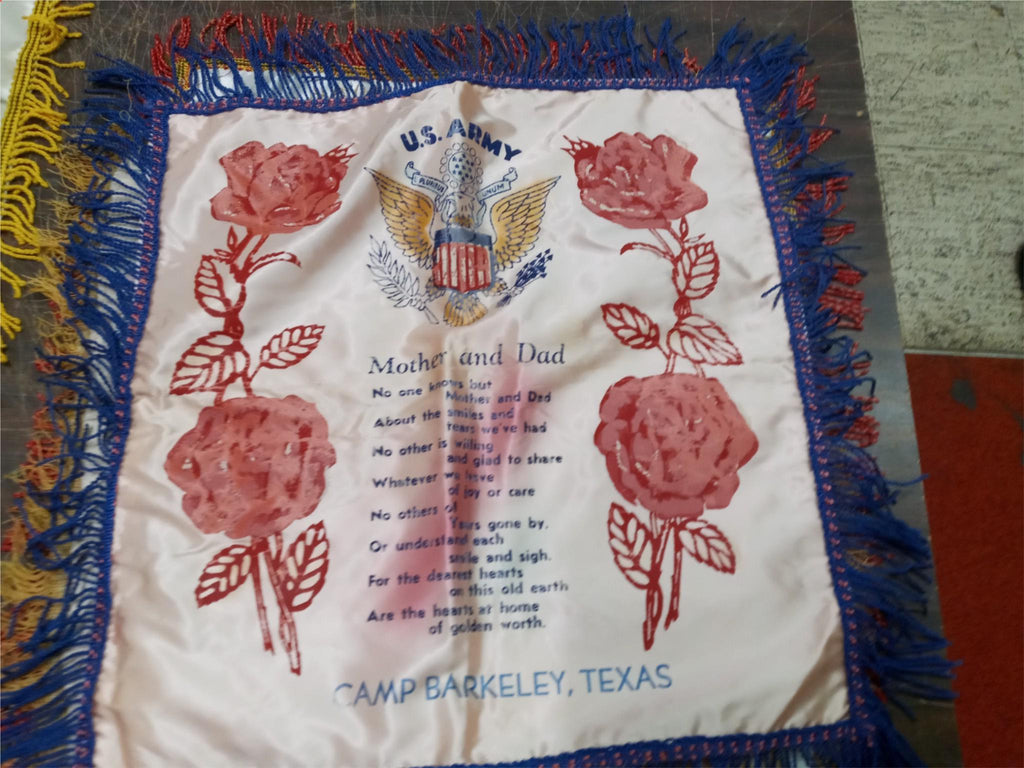 U.S. ARMY
PLURIBUS UNUM
Mother and Dad
No one knows but
Mother and Dad
About the smiles and
tears we've had
No other is willing
and glad to share
Whatever we have
of joy or care
No others of
Years gone by,
Or understand each
smile and sigh.
For the dearest hearts
on this old earth
Are the hearts at home
of golden worth.
CAMP BARKELEY, TEXAS